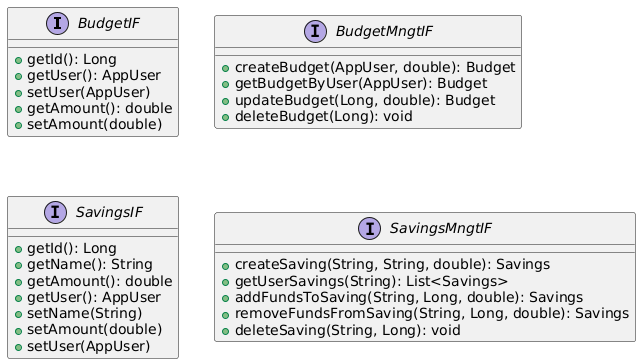 I BudgetIF
getId(): Long
getUser(): AppUser
setUser(AppUser)
getAmount(): double
setAmount(double)
I BudgetMngtIF
createBudget(AppUser, double): Budget
getBudgetByUser(AppUser): Budget
updateBudget(Long, double): Budget
deleteBudget(Long): void
I SavingsIF
getId(): Long
getName(): String
getAmount(): double
getUser(): AppUser
setName(String)
setAmount(double)
setUser(AppUser)
I SavingsMngtIF
createSaving(String, String, double): Savings
getUserSavings(String): List<Savings>
addFundsToSaving(String, Long, double): Savings
removeFundsFromSaving(String, Long, double): Savings
deleteSaving(String, Long): void